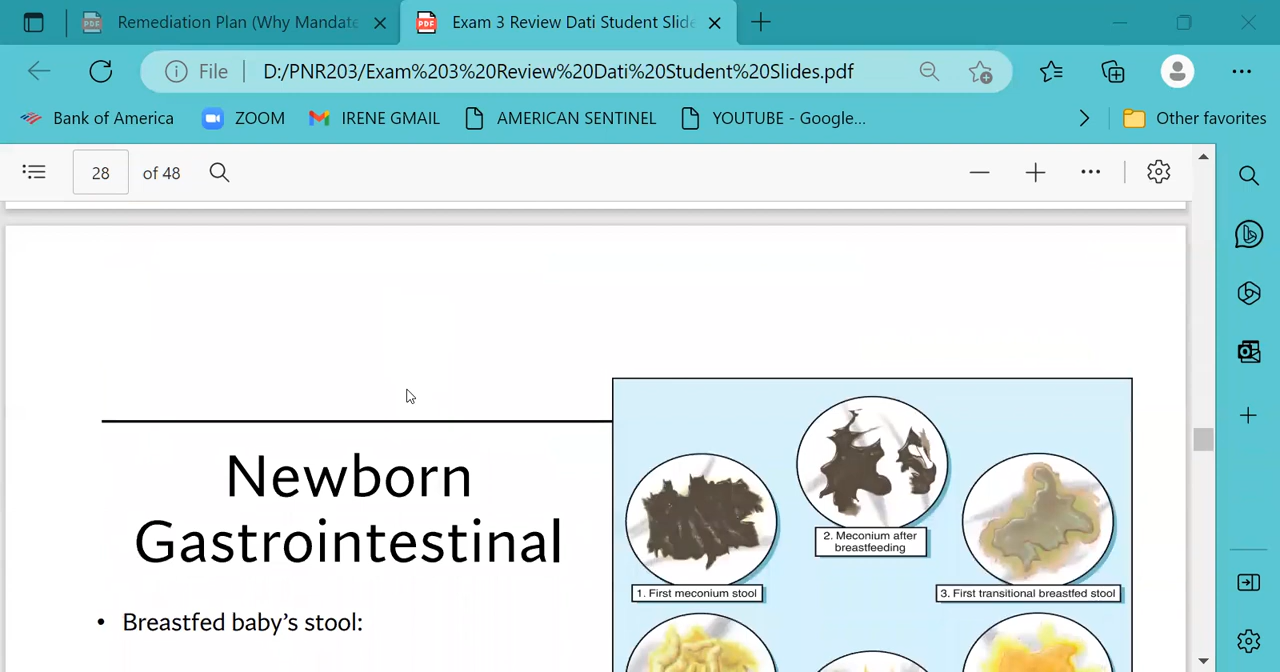 Remediation Plan (Why Mandate
Exam 3 Review Dati Student Slide
File
D:/PNR203/Exam%203%20Review%20Dati%20Student%20Slides.pdf
Bank of America
ZOOM
IRENE GMAIL
AMERICAN SENTINEL
YOUTUBE - Google...
Other favorites
28 of 48
Newborn
Gastrointestinal
• Breastfed baby's stool:
2. Meconium after
breastfeeding
1. First meconium stool
3. First transitional breastfed stool